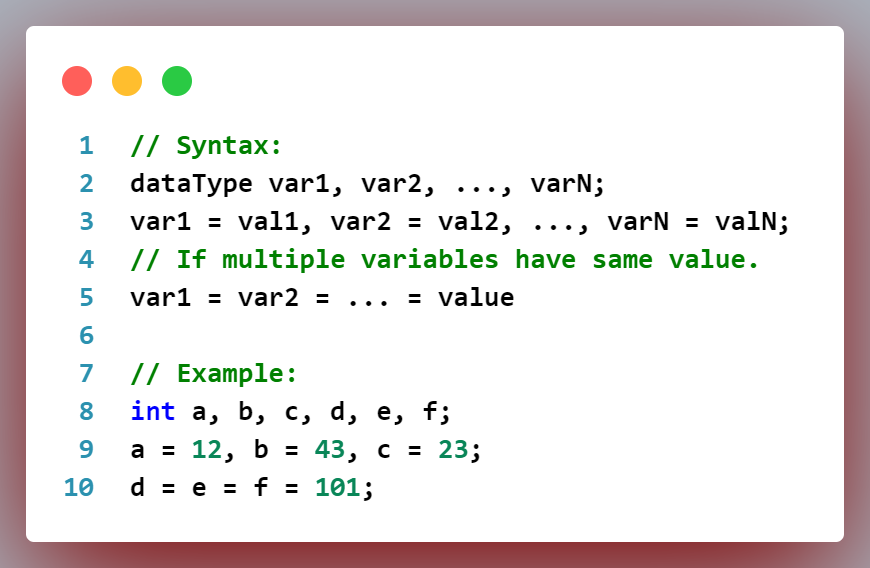 1 // Syntax:
2 dataType var1, var2, ..., varN;
3 var1 = val1, var2 = val2, ..., varN = valN;
4 // If multiple variables have same value.
5 var1 = var2 = ... = value
6
7 // Example:
8 int a, b, c, d, e, f;
9 a = 12, b = 43, c = 23;
10 d = e = f = 101;